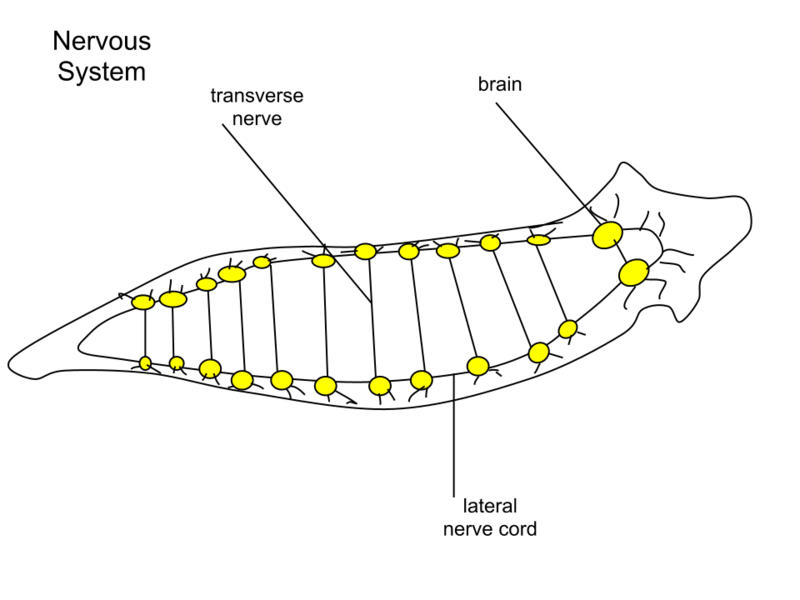 Nervous
System
transverse
nerve
brain
lateral
nerve cord